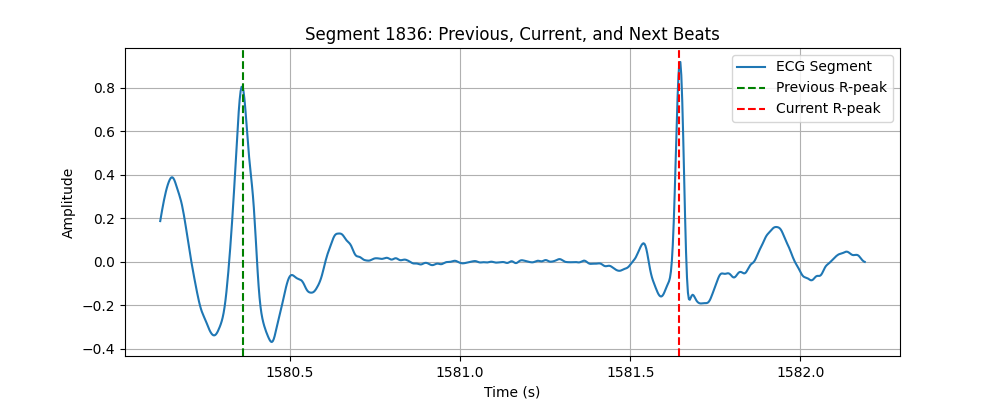 Segment 1836: Previous, Current, and Next Beats
ECG Segment
Previous R-peak
Current R-peak
Amplitude
0.8
0.6
0.4
0.2
0.0
−0.2
−0.4
1580.5
1581.0
1581.5
1582.0
Time (s)